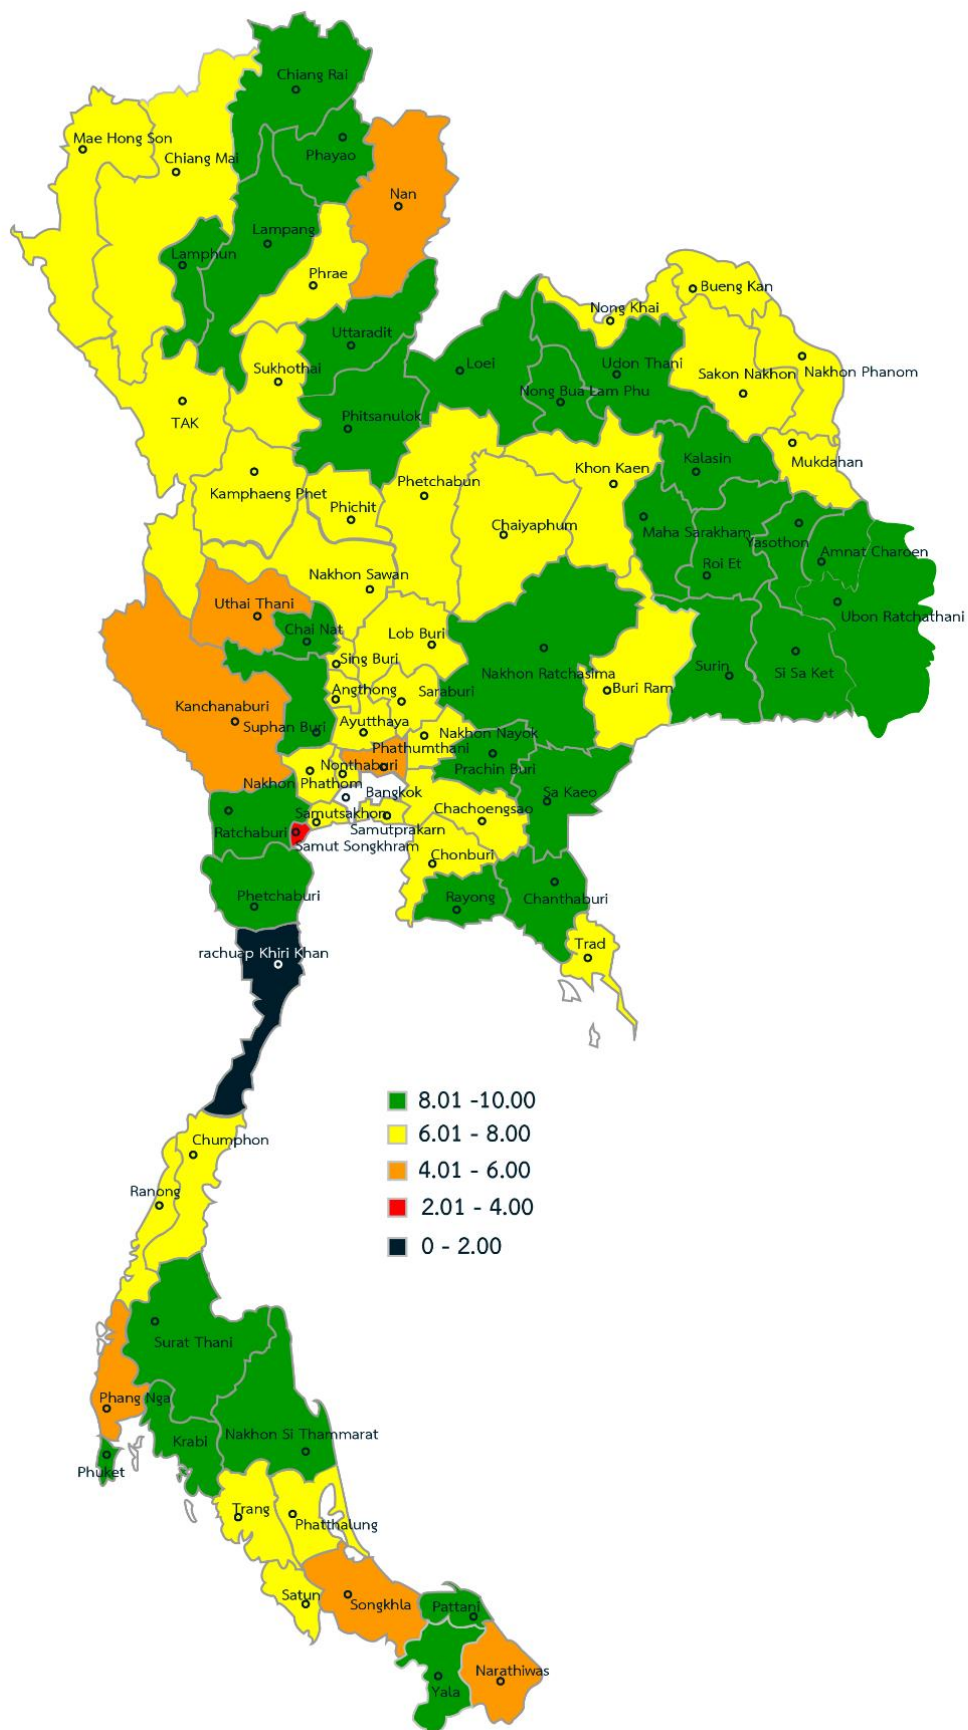 Chiang Rai
Mae Hong Son
Phayao
Chiang Mai
Nan
Lampang
Lamphun
Phrae
Bueng Kan
Nong Khai
Uttaradit
Loei
Udon Thani
Sukhothai
Sakon Nakhon
Nakhon Phanom
Nong Bua Lam Phu
TAK
Phitsanulok
Kalasin
Mukdahan
Khon Kaen
Phetchabun
Kamphaeng Phet
Phichit
Chaiyaphum
Maha Sarakham
Yasothon
Amnat Charoen
Roi Et
Nakhon Sawan
Uthai Thani
Ubon Ratchathani
Chai Nat
Lob Buri
Sing Buri
Nakhon Ratchasima
Surin
Si Sa Ket
Angthong
Saraburi
Buri Ram
Kanchanaburi
Suphan Buri
Ayutthaya
Nakhon Nayok
Phathumthani
Nonthaburi
Prachin Buri
Nakhon Phathom
Bangkok
Sa Kaeo
Samutsakhon
Chachoengsao
Ratchaburi
Samutprakarn
Samut Songkhram
Chonburi
Phetchaburi
Rayong
Chanthaburi
rachuap Khiri Khan
Trad
8.01 -10.00
6.01 - 8.00
4.01 - 6.00
2.01 - 4.00
0 - 2.00
Chumphon
Ranong
Surat Thani
Phang Nga
Nakhon Si Thammarat
Krabi
Phuket
Trang
Phatthalung
Satun
Songkhla
Pattani
Narathiwas
Yala